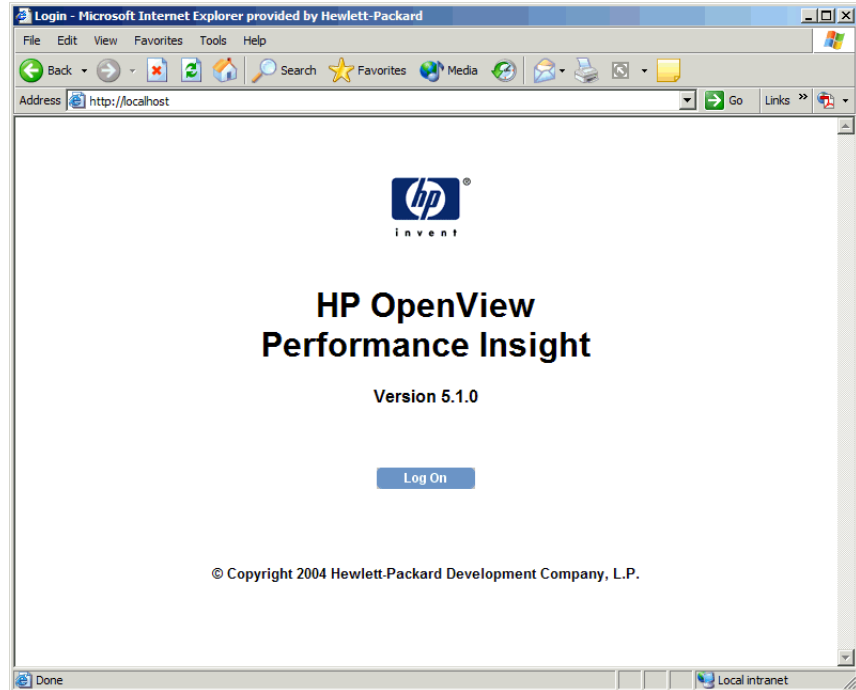 Login - Microsoft Internet Explorer provided by Hewlett-Packard
File Edit View Favorites Tools Help
Back Search Favorites Media
Address http://localhost Go Links »
hp ®
invent
HP OpenView
Performance Insight
Version 5.1.0
Log On
© Copyright 2004 Hewlett-Packard Development Company, L.P.
Done Local intranet